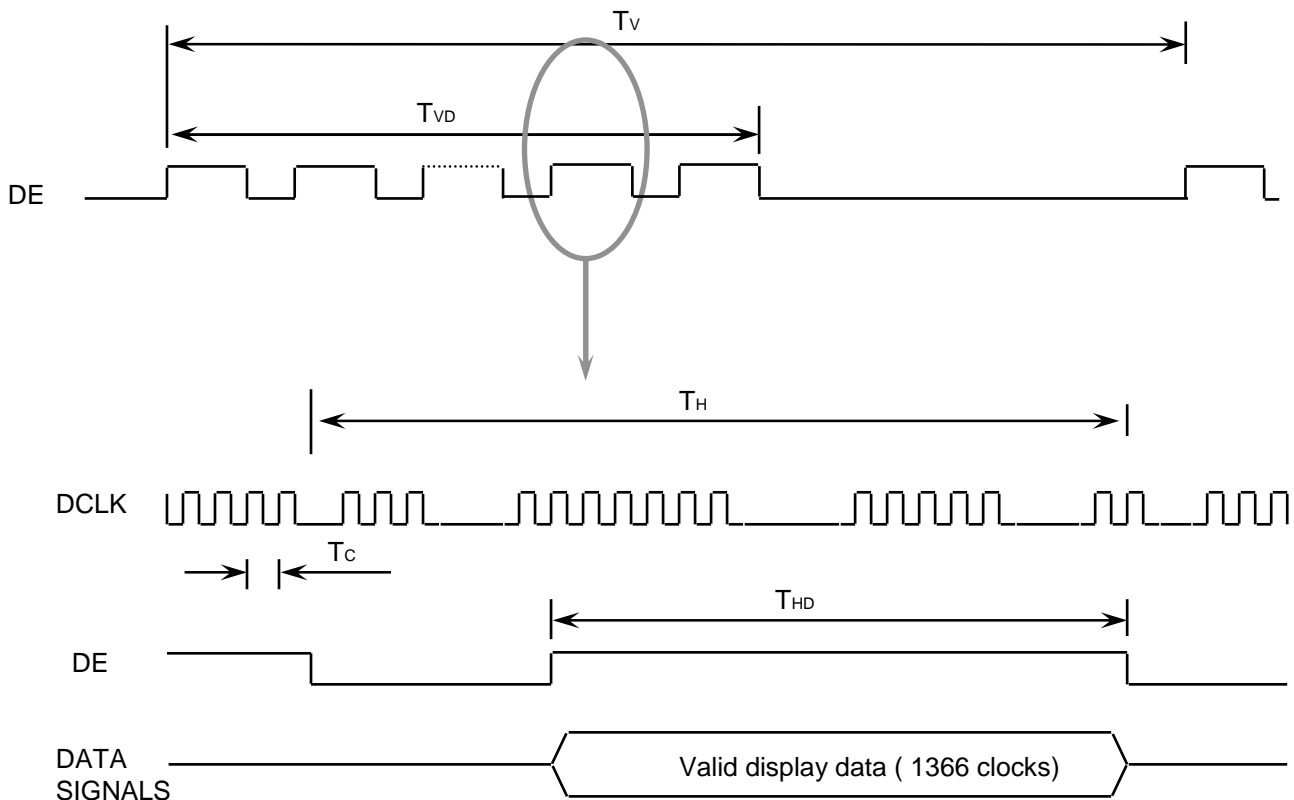 TV
TVD
DE
TH
DCLK
TC
THD
DE
DATA
SIGNALS
Valid display data ( 1366 clocks)